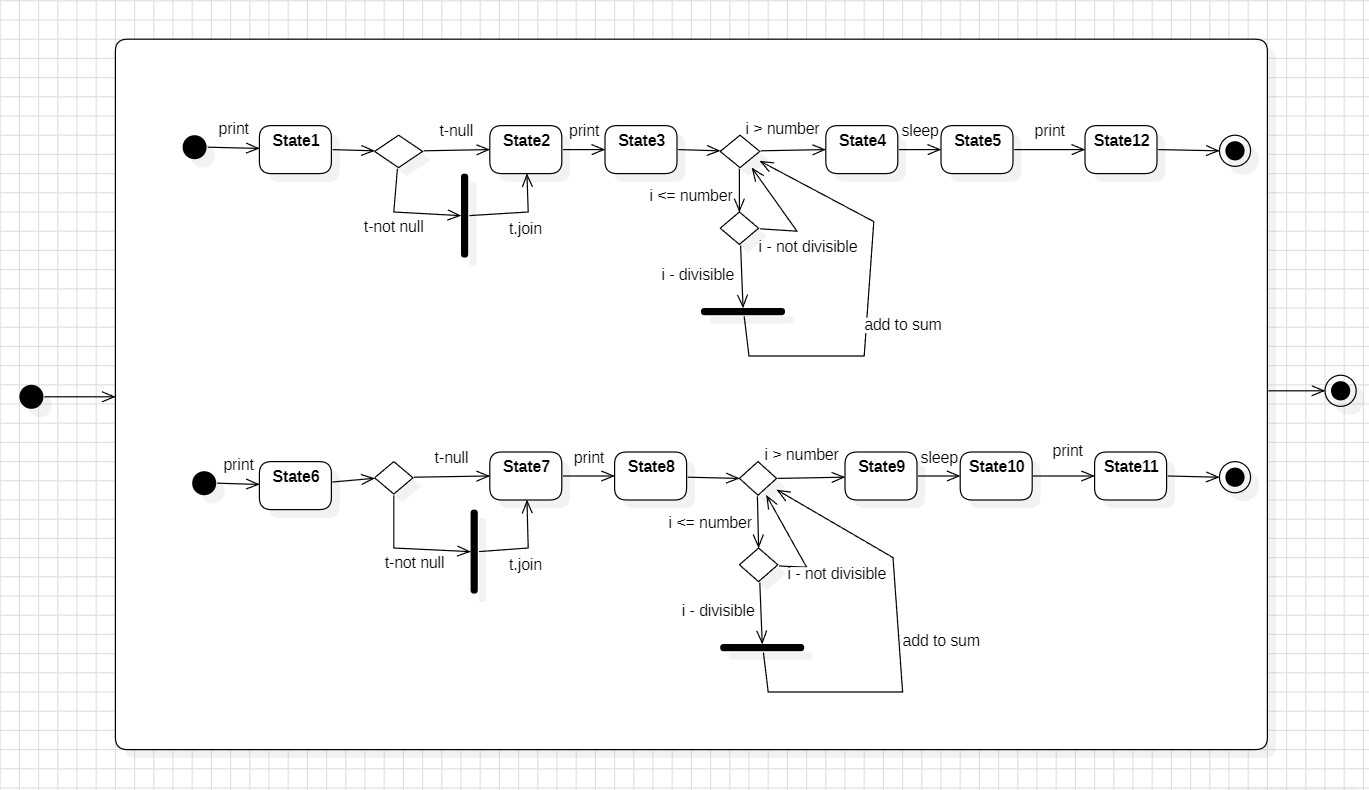 print
State1
t-null
State2
print
State3
i > number
State4
sleep
State5
print
State12
t-not null
t.join
i <= number
i - not divisible
i - divisible
add to sum
print
State6
t-null
State7
print
State8
i > number
State9
sleep
State10
print
State11
t-not null
t.join
i <= number
i - not divisible
i - divisible
add to sum